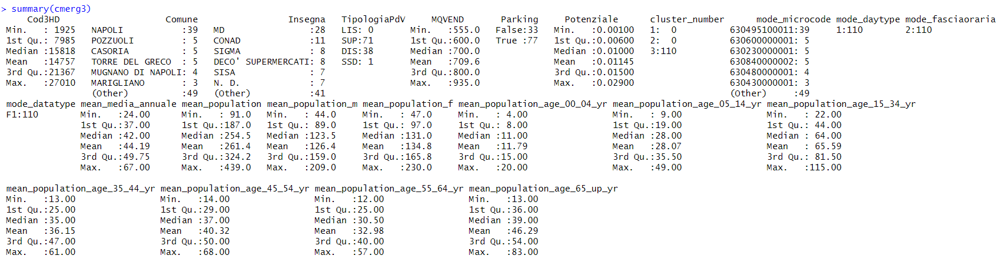 > summary(cmerg3)
Cod3HD Comune Insegna TipologiaPdV MQVEND Parking Potenziale cluster_number mode_microcode mode_daytype mode_fasciaoraria
Min. : 1925 NAPOLI :39 MD :28 LIS: 0 Min. :555.0 False:33 Min. :0.00100 1: 0 630495100011:39 1:110 2:110
1st Qu.: 7985 POZZUOLI : 5 CONAD :11 SUP:71 1st Qu.:600.0 True :77 1st Qu.:0.00600 2: 0 630600000001: 5
Median :15818 CASORIA : 5 SIGMA : 8 DIS:38 Median :700.0 Median :0.01000 3:110 630230000001: 5
Mean :14757 TORRE DEL GRECO : 5 DECO' SUPERMERCATI: 8 SSD: 1 Mean :709.6 Mean :0.01145 630840000002: 5
3rd Qu.:21367 MUGNANO DI NAPOLI: 4 SISA : 7 3rd Qu.:800.0 3rd Qu.:0.01500 630480000001: 4
Max. :27010 MARIGLIANO : 3 N. D. : 7 Max. :935.0 Max. :0.02900 630430000001: 3
(Other) :49 (Other) :41 (Other) :49
mode_datatype mean_media_annuale mean_population mean_population_m mean_population_f mean_population_age_00_04_yr mean_population_age_05_14_yr mean_population_age_15_34_yr
F1:110 Min. :24.00 Min. : 91.0 Min. : 44.0 Min. : 47.0 Min. : 4.00 Min. : 9.00 Min. : 22.00
1st Qu.:37.00 1st Qu.:187.0 1st Qu.: 89.0 1st Qu.: 97.0 1st Qu.: 8.00 1st Qu.:19.00 1st Qu.: 44.00
Median :42.00 Median :254.5 Median :123.5 Median :131.0 Median :11.00 Median :28.00 Median : 64.00
Mean :44.19 Mean :261.4 Mean :126.4 Mean :134.8 Mean :11.79 Mean :28.07 Mean : 65.59
3rd Qu.:49.75 3rd Qu.:324.2 3rd Qu.:159.0 3rd Qu.:165.8 3rd Qu.:15.00 3rd Qu.:35.50 3rd Qu.: 81.50
Max. :67.00 Max. :439.0 Max. :209.0 Max. :230.0 Max. :20.00 Max. :49.00 Max. :115.00
mean_population_age_35_44_yr mean_population_age_45_54_yr mean_population_age_55_64_yr mean_population_age_65_up_yr
Min. :13.00 Min. :14.00 Min. :12.00 Min. :13.00
1st Qu.:25.00 1st Qu.:29.00 1st Qu.:25.00 1st Qu.:36.00
Median :35.00 Median :37.00 Median :30.50 Median :39.00
Mean :36.15 Mean :40.32 Mean :32.98 Mean :46.29
3rd Qu.:47.00 3rd Qu.:50.00 3rd Qu.:40.00 3rd Qu.:54.00
Max. :61.00 Max. :68.00 Max. :57.00 Max. :83.00